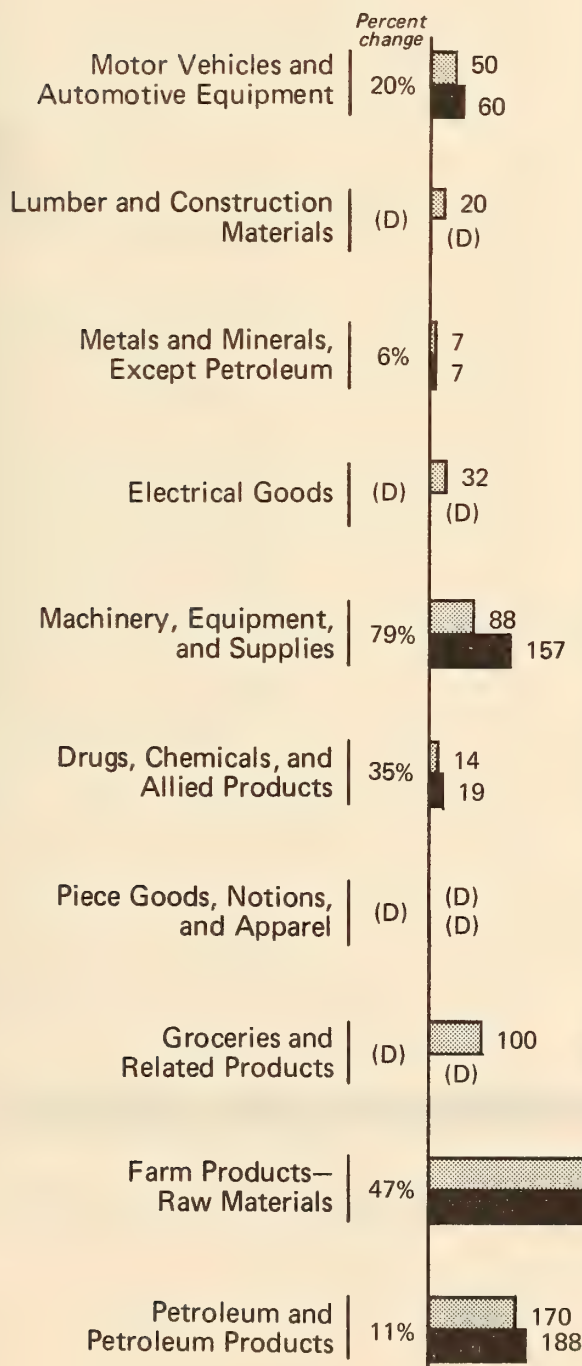 Percent
change
Motor Vehicles and
Automotive Equipment
20%
50
60
Lumber and Construction
Materials
(D)
20
(D)
Metals and Minerals,
Except Petroleum
6%
7
7
Electrical Goods
(D)
32
(D)
Machinery, Equipment,
and Supplies
79%
88
157
Drugs, Chemicals, and
Allied Products
35%
14
19
Piece Goods, Notions,
and Apparel
(D)
(D)
(D)
Groceries and
Related Products
(D)
100
(D)
Farm Products—
Raw Materials
47%
Petroleum and
Petroleum Products
11%
170
188